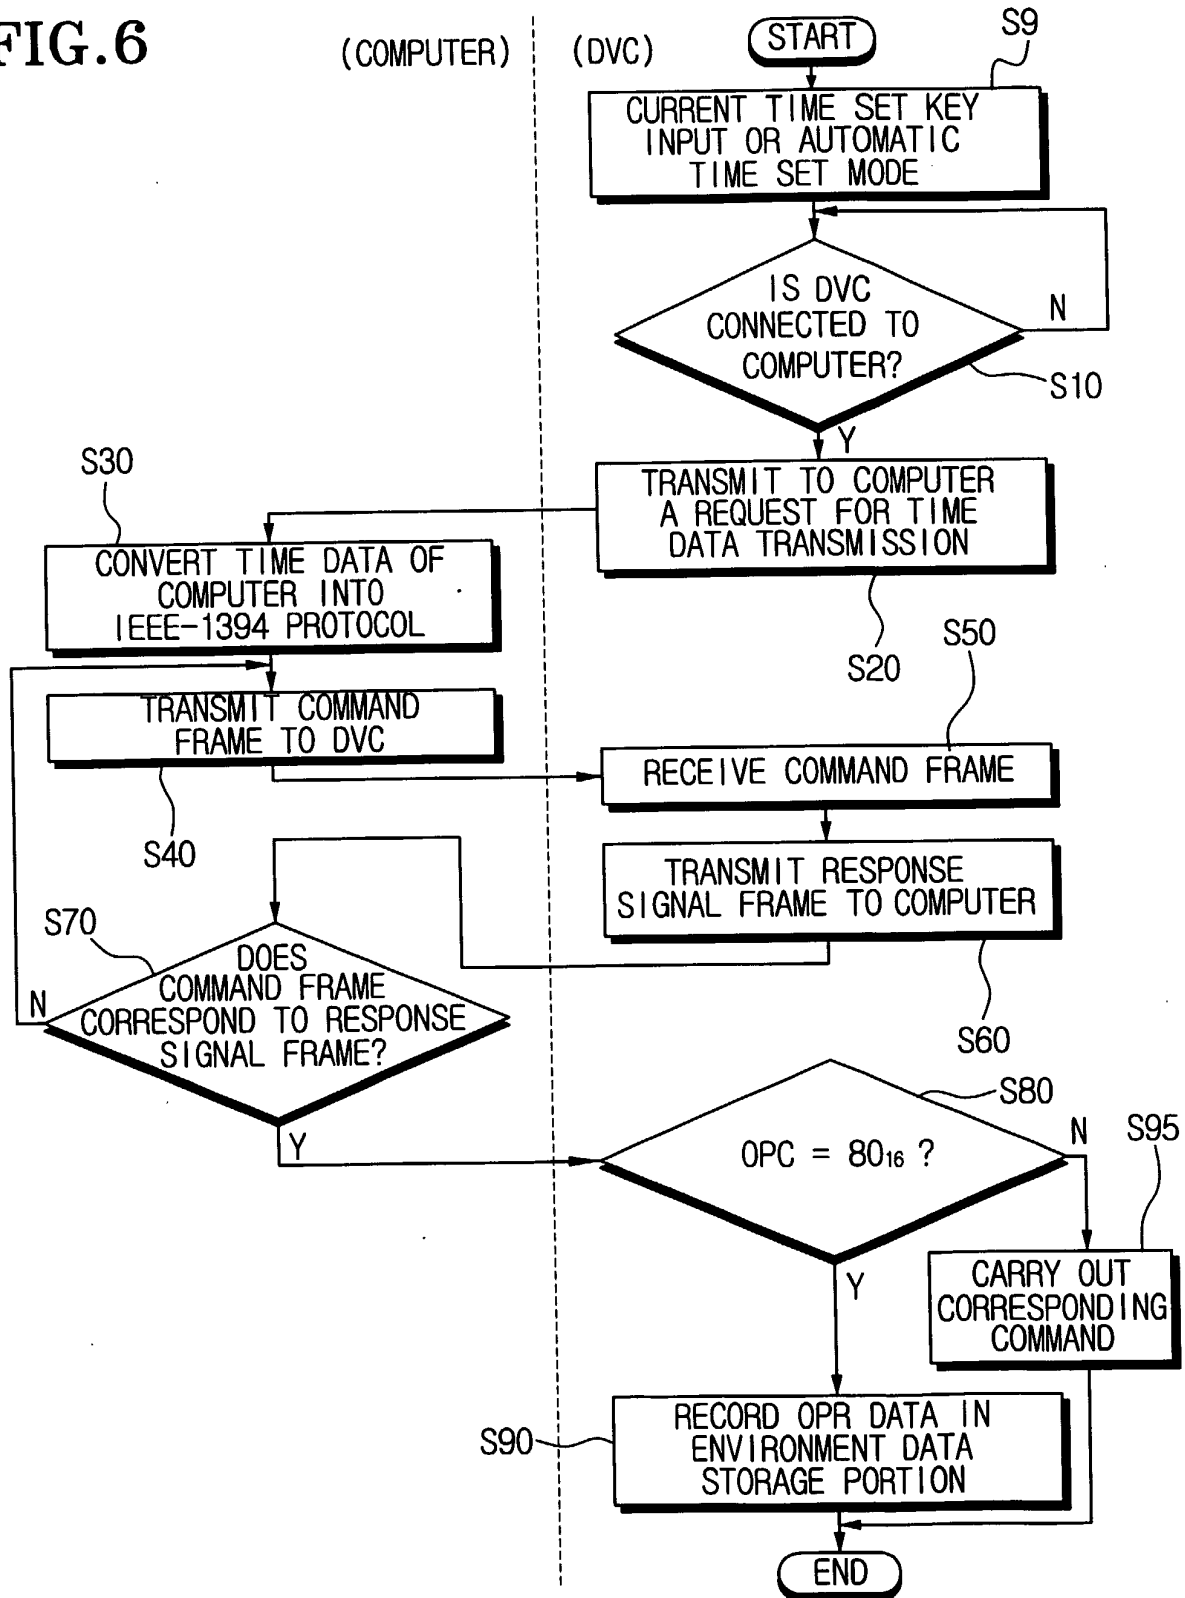 FIG.6
(COMPUTER)
(DVC)
START
S9
CURRENT TIME SET KEY
INPUT OR AUTOMATIC
TIME SET MODE
IS DVC
CONNECTED TO
COMPUTER?
N
S10
Y
S30
TRANSMIT TO COMPUTER
A REQUEST FOR TIME
DATA TRANSMISSION
CONVERT TIME DATA OF
COMPUTER INTO
IEEE-1394 PROTOCOL
S20
S50
TRANSMIT COMMAND
FRAME TO DVC
RECEIVE COMMAND FRAME
S40
TRANSMIT RESPONSE
SIGNAL FRAME TO COMPUTER
S70
DOES
COMMAND FRAME
CORRESPOND TO RESPONSE
SIGNAL FRAME?
N
S60
Y
S80
OPC = 80₁₆ ?
N
S95
Y
CARRY OUT
CORRESPONDING
COMMAND
S90
RECORD OPR DATA IN
ENVIRONMENT DATA
STORAGE PORTION
END